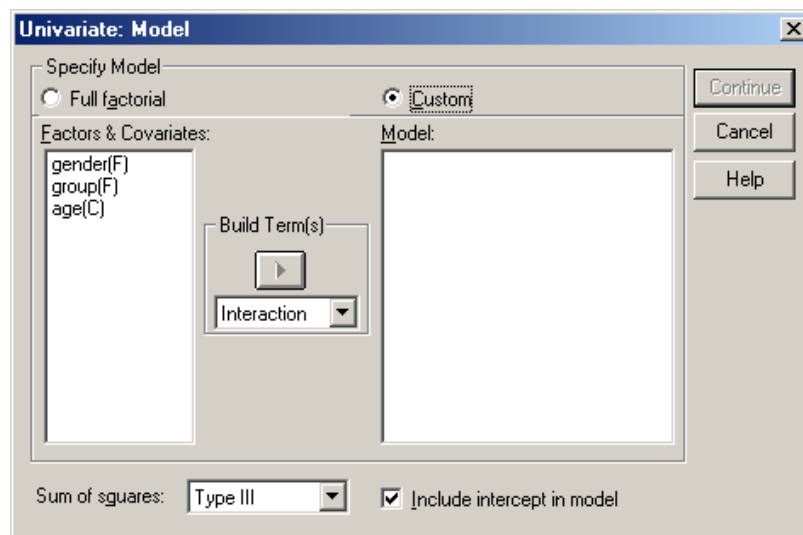 Univariate: Model
Specify Model
Full factorial
Custom
Continue
Factors & Covariates:
Model:
Cancel
gender(F)
group(F)
age(C)
Help
Build Term(s)
Interaction
Sum of squares:
Type III
Include intercept in model